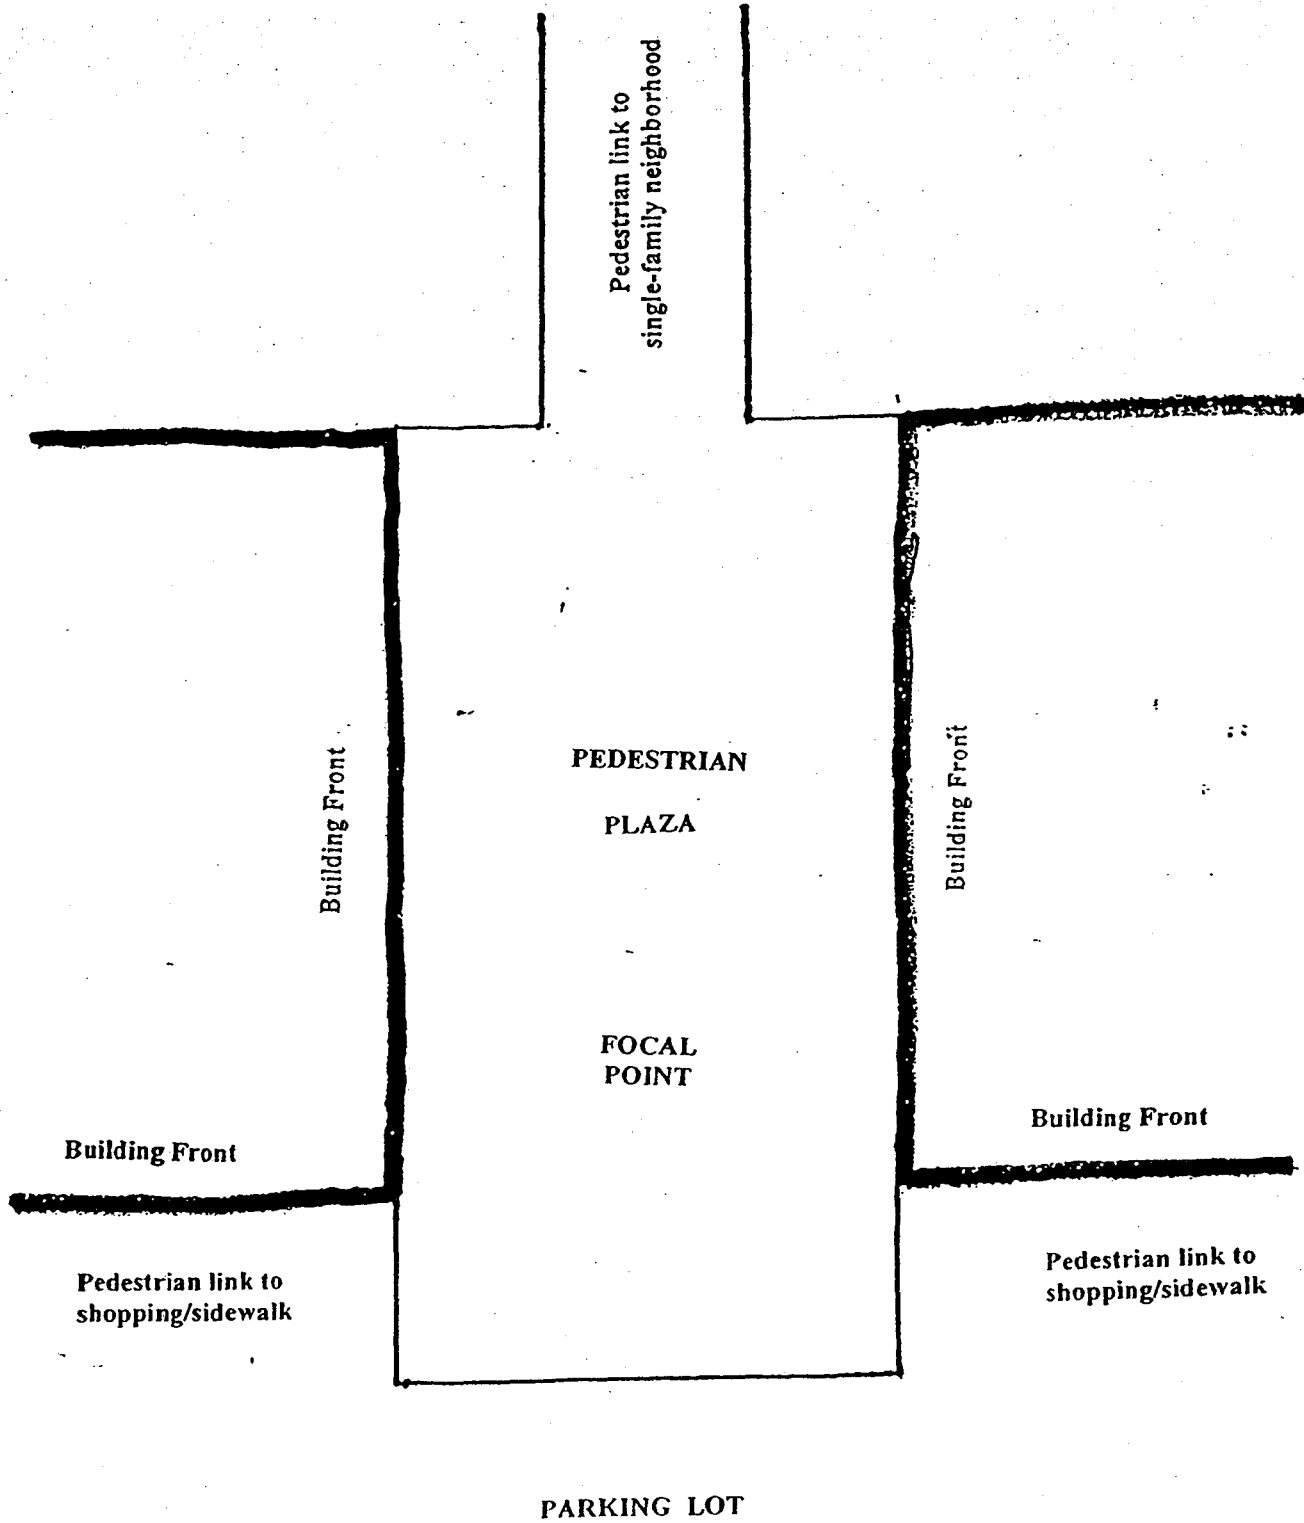 Pedestrian link to
single-family neighborhood
Building Front
PEDESTRIAN
PLAZA
Building Front
FOCAL
POINT
Building Front
Building Front
Pedestrian link to
shopping/sidewalk
Pedestrian link to
shopping/sidewalk
PARKING LOT